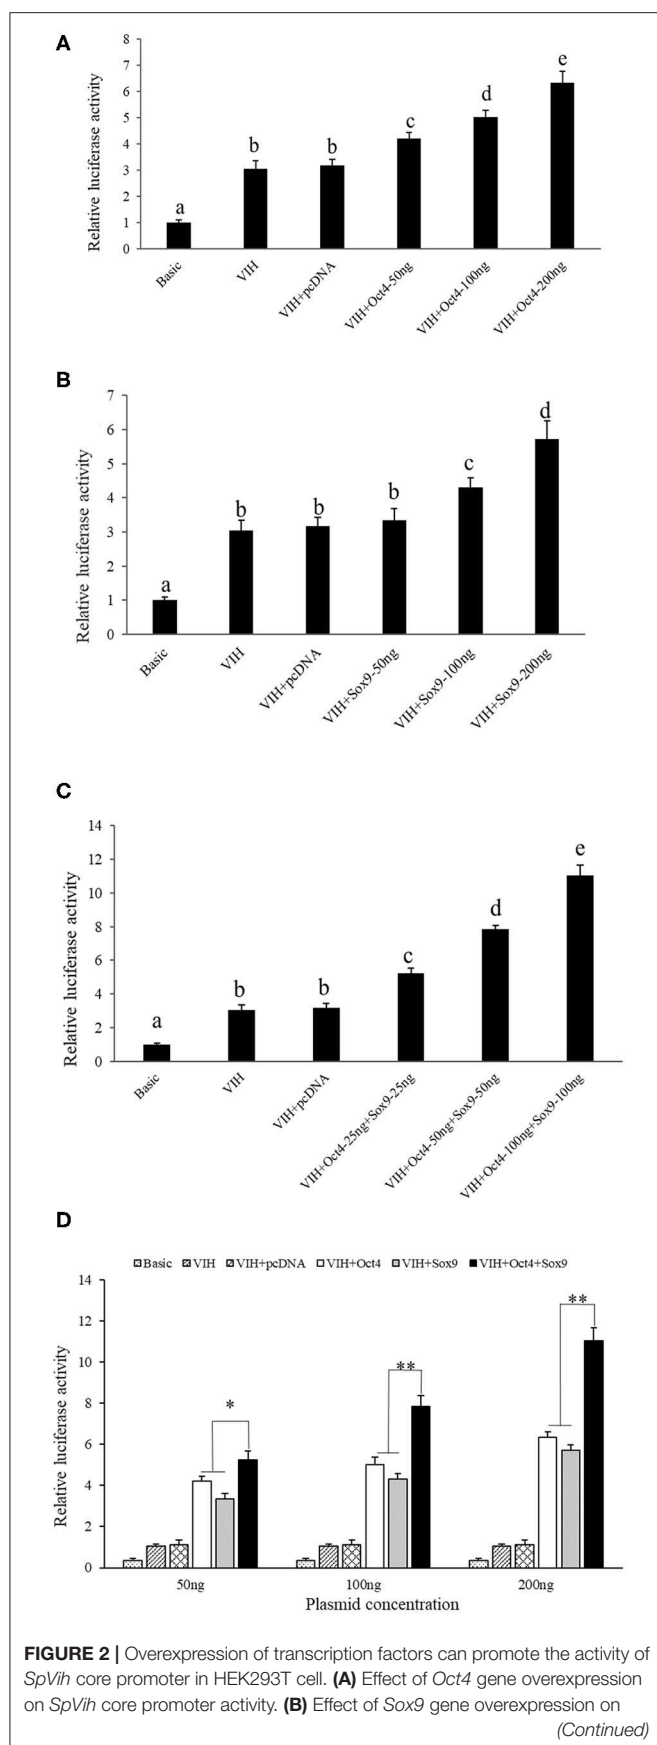 A
Relative luciferase activity
8
7
6
5
4
3
2
1
0
a
b
b
c
d
e
Basic
VIH
VIH+pcDNA
VIH+Oct4-50ng
VIH+Oct4-100ng
VIH+Oct4-200ng
B
Relative luciferase activity
7
6
5
4
3
2
1
0
a
b
b
b
c
d
Basic
VIH
VIH+pcDNA
VIH+Sox9-50ng
VIH+Sox9-100ng
VIH+Sox9-200ng
C
Relative luciferase activity
14
12
10
8
6
4
2
0
a
b
b
c
d
e
Basic
VIH
VIH+pcDNA
VIH+Oct4-25ng+Sox9-25ng
VIH+Oct4-50ng+Sox9-50ng
VIH+Oct4-100ng+Sox9-100ng
D
Basic VIH VIH+pcDNA VIH+Oct4 VIH+Sox9 VIH+Oct4+Sox9
Relative luciferase activity
14
12
10
8
6
4
2
0
*
**
**
50ng 100ng 200ng
Plasmid concentration
FIGURE 2 | Overexpression of transcription factors can promote the activity of
SpVih core promoter in HEK293T cell. (A) Effect of Oct4 gene overexpression
on SpVih core promoter activity. (B) Effect of Sox9 gene overexpression on
(Continued)